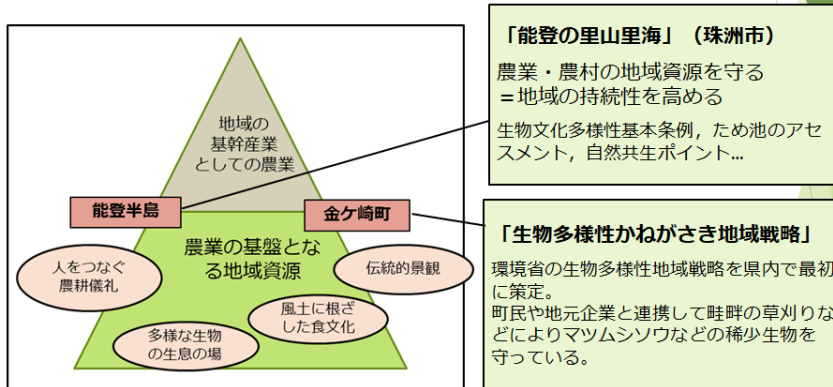 地域の
基幹産業
としての農業
能登半島
金ケ崎町
農業の基盤とな
る地域資源
人をつなぐ
農耕儀礼
伝統的景観
風土に根ざ
した食文化
多様な生物
の生息の場
「能登の里山里海」（珠洲市）
農業・農村の地域資源を守る
＝地域の持続性を高める
生物文化多様性基本条例，ため池のアセ
スメント，自然共生ポイント…
「生物多様性かねがさき地域戦略」
環境省の生物多様性地域戦略を県内で最初
に策定。
町民や地元企業と連携して畦畔の草刈りな
どによりマツムシソウなどの稀少生物を
守っている。